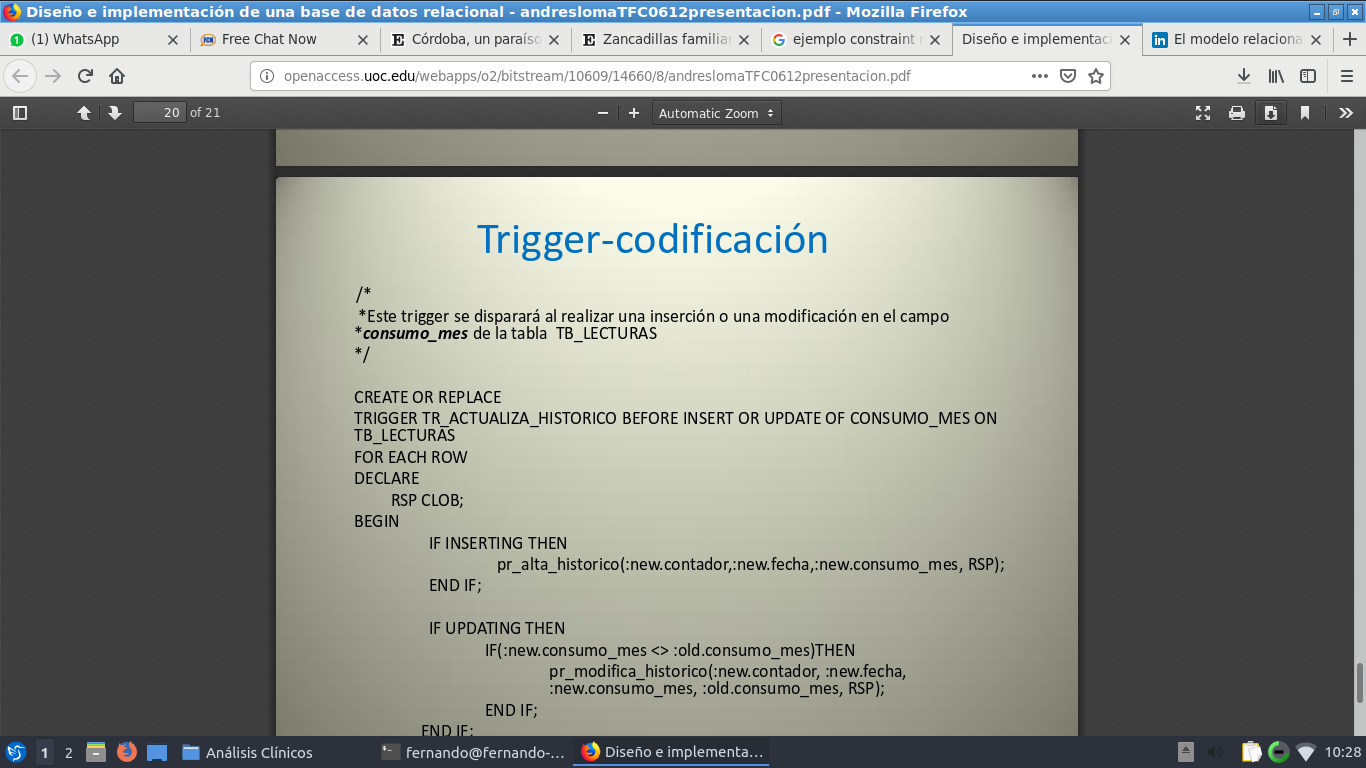 Diseño e implementación de una base de datos relacional - andreslomaTFC0612presentacion.pdf - Mozilla Firefox
(1) WhatsApp
Free Chat Now
Córdoba, un paraíso
Zancadillas familiar
ejemplo constraint
Diseño e implementac
El modelo relacional
openaccess.uoc.edu/webapps/o2/bitstream/10609/14660/8/andreslomaTFC0612presentacion.pdf
20 of 21
Automatic Zoom
Trigger-codificación
/*
*Este trigger se disparará al realizar una inserción o una modificación en el campo
*consumo_mes de la tabla TB_LECTURAS
*/
CREATE OR REPLACE
TRIGGER TR_ACTUALIZA_HISTORICO BEFORE INSERT OR UPDATE OF CONSUMO_MES ON
TB_LECTURAS
FOR EACH ROW
DECLARE
RSP CLOB;
BEGIN
IF INSERTING THEN
pr_alta_historico(:new.contador,:new.fecha,:new.consumo_mes, RSP);
END IF;
IF UPDATING THEN
IF(:new.consumo_mes <> :old.consumo_mes)THEN
pr_modifica_historico(:new.contador, :new.fecha,
:new.consumo_mes, :old.consumo_mes, RSP);
END IF;
END IF;
1
2
Análisis Clínicos
fernando@fernando-...
Diseño e implementa...
10:28